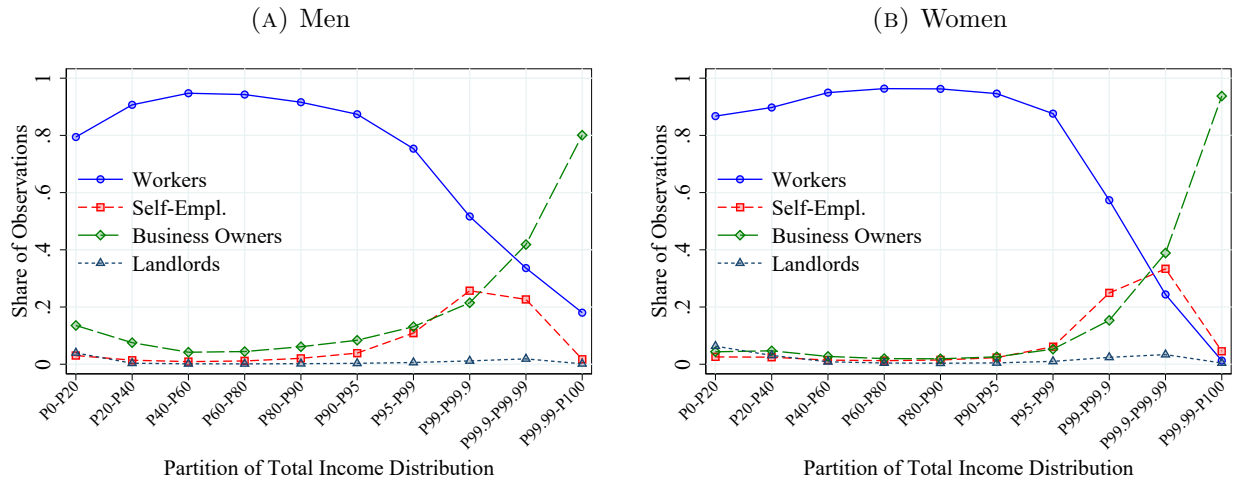 (A) Men
Share of Observations
0 .2 .4 .6 .8 1
Workers
Self-Empl.
Business Owners
Landlords
P0-P20 P20-P40 P40-P60 P60-P80 P80-P90 P90-P95 P95-P99 P99-P99.9 P99.9-P99.99 P99.99-P100
Partition of Total Income Distribution
(B) Women
Share of Observations
0 .2 .4 .6 .8 1
Workers
Self-Empl.
Business Owners
Landlords
P0-P20 P20-P40 P40-P60 P60-P80 P80-P90 P90-P95 P95-P99 P99-P99.9 P99.9-P99.99 P99.99-P100
Partition of Total Income Distribution